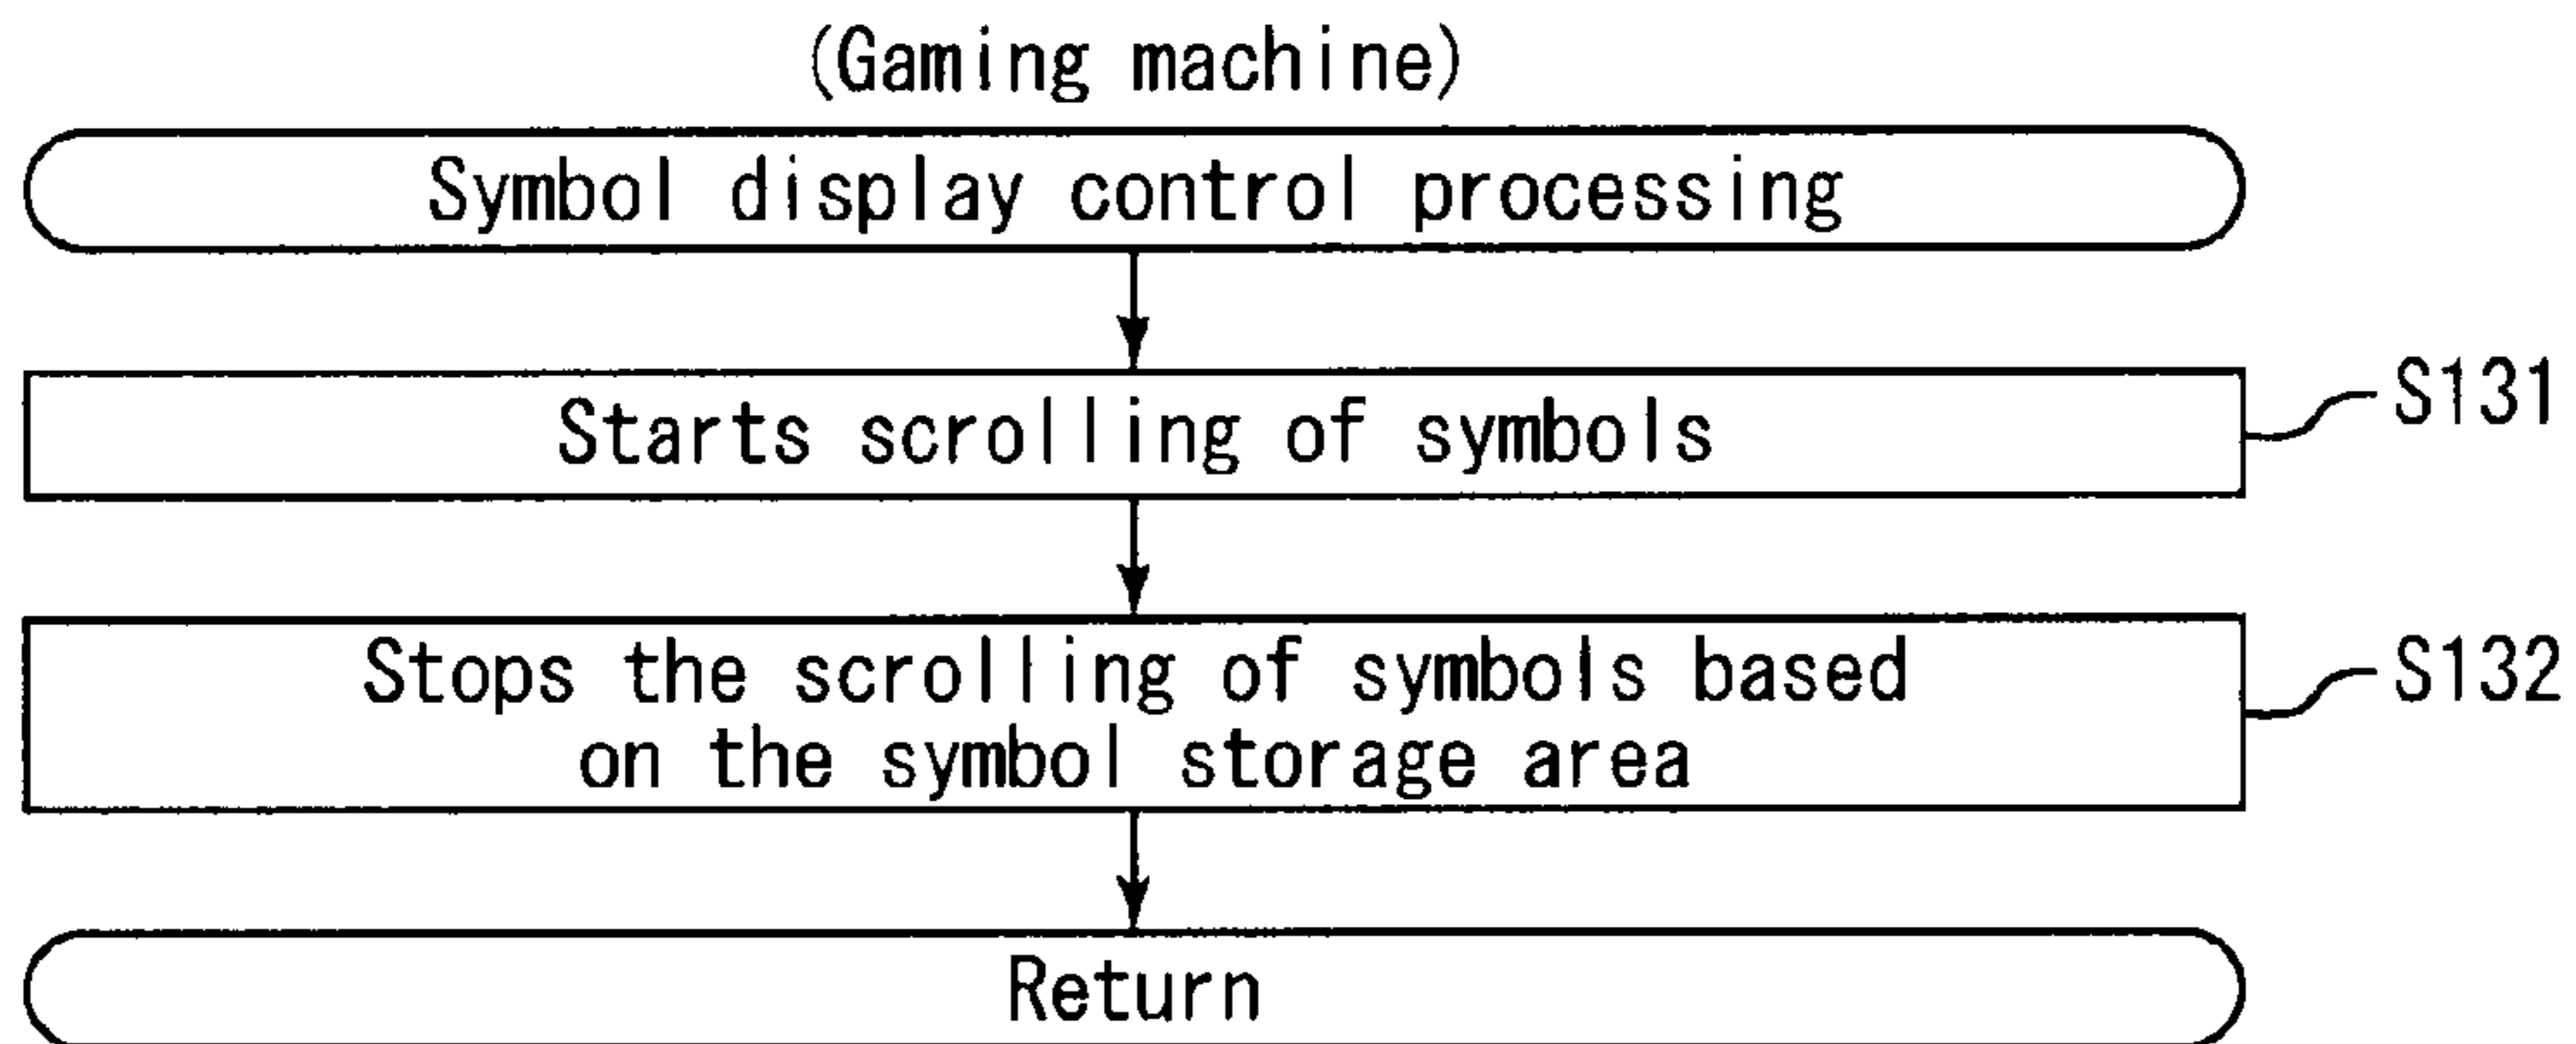 (Gaming machine)
Symbol display control processing
Starts scrolling of symbols
S131
Stops the scrolling of symbols based
on the symbol storage area
S132
Return